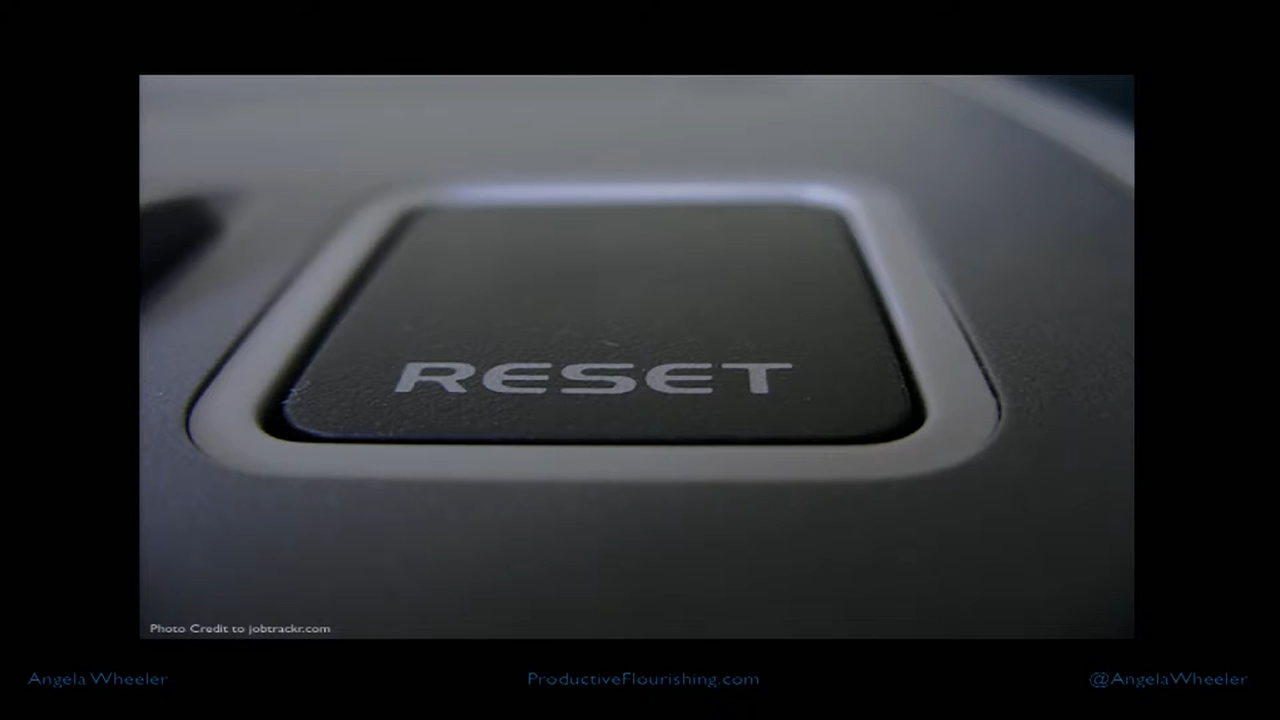 RESET
Photo Credit to jobtrackr.com
Angela Wheeler
ProductiveFlourishing.com
@AngelaWheeler